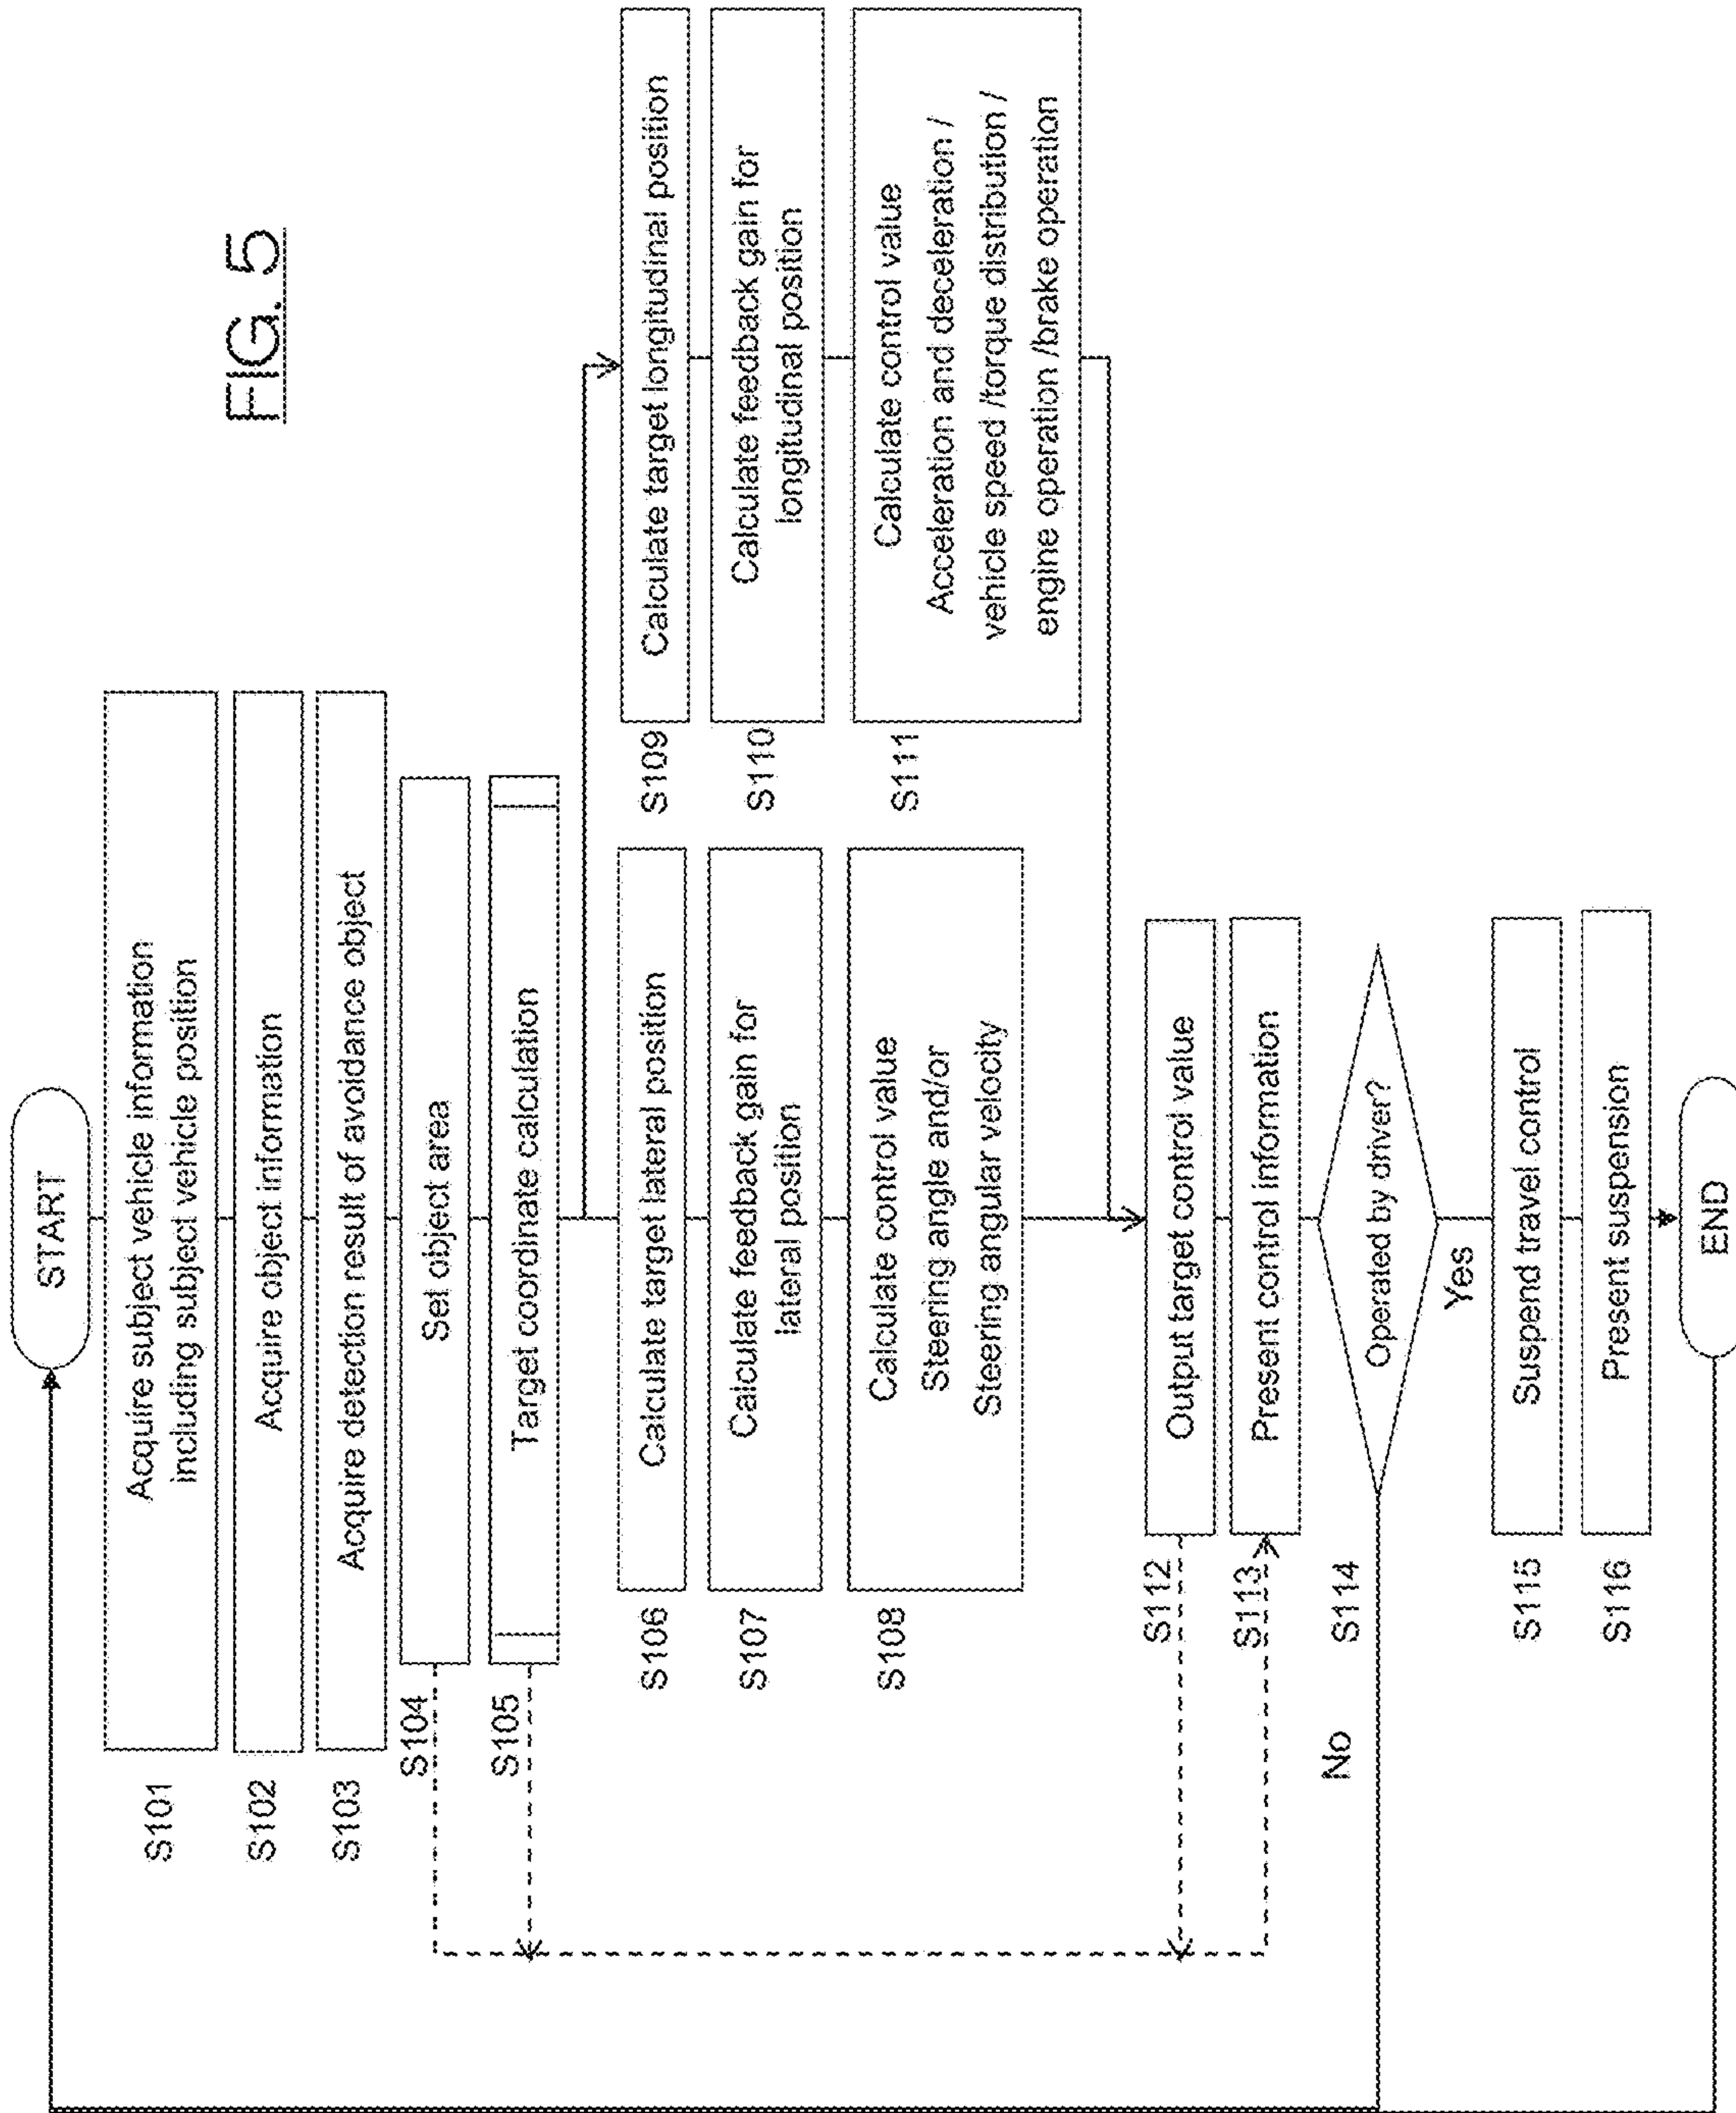 FIG. 5
START
S101
Acquire subject vehicle information
including subject vehicle position
S102
Acquire object information
S103
Acquire detection result of avoidance object
S104
Set object area
S105
Target coordinate calculation
S106
Calculate target lateral position
S107
Calculate feedback gain for
lateral position
S108
Calculate control value
Steering angle and/or
Steering angular velocity
S109
Calculate target longitudinal position
S110
Calculate feedback gain for
longitudinal position
S111
Calculate control value
Acceleration and deceleration /
vehicle speed /torque distribution /
engine operation /brake operation
S112
Output target control value
S113
Present control information
S114
Operated by driver?
No
Yes
S115
Suspend travel control
S116
Present suspension
END